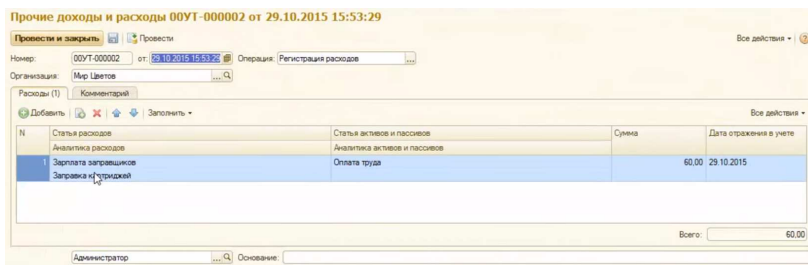 Прочие доходы и расходы 00УТ-000002 от 29.10.2015 15:53:29
Провести и закрыть Провести Все действия
Номер: 00УТ-000002 от: 29.10.2015 15:53:29 Операция: Регистрация расходов ...
Организация: Мир Цветов ...
Расходы (1) Комментарий
Добавить Заполнить Все действия
N Статья расходов Статья активов и пассивов Сумма Дата отражения в учете
Аналитика расходов Аналитика активов и пассивов
1 Зарплата заправщиков Оплата труда 60,00 29.10.2015
Заправка картриджей
Всего: 60,00
Администратор ... Основание: